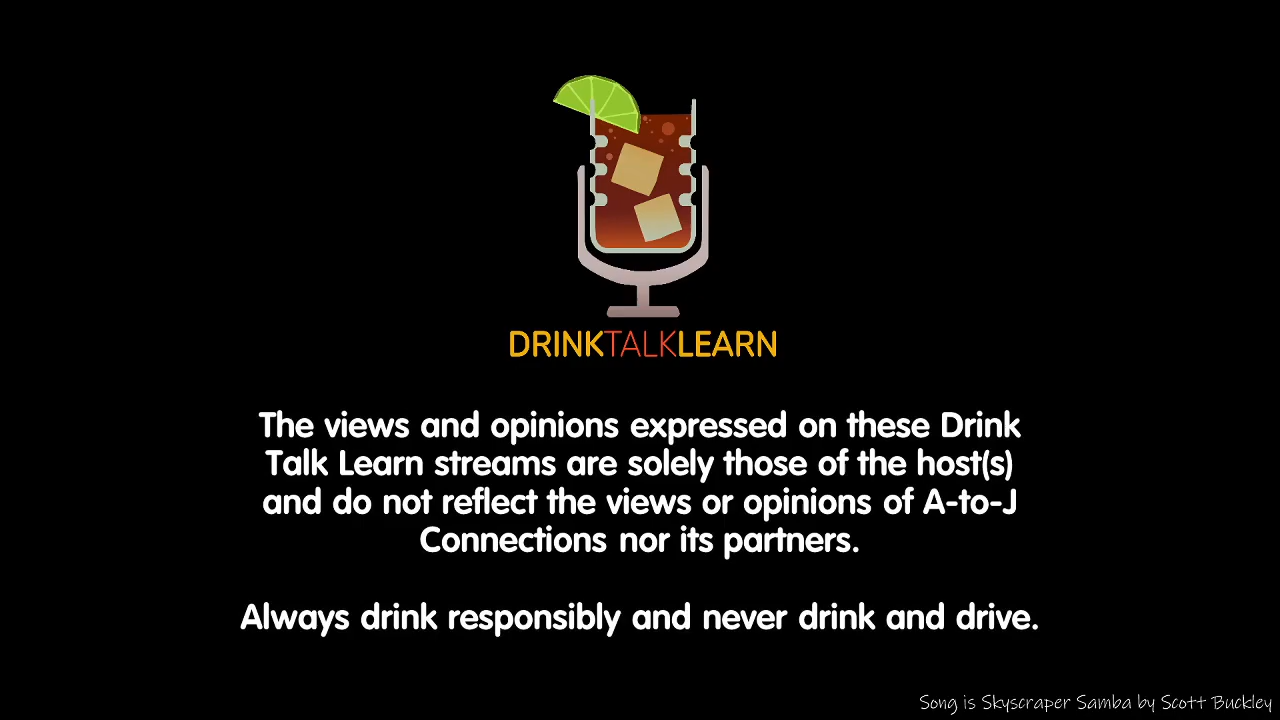 DRINKTALKLEARN
The views and opinions expressed on these Drink
Talk Learn streams are solely those of the host(s)
and do not reflect the views or opinions of A-to-J
Connections nor its partners.
Always drink responsibly and never drink and drive.
Song is Skyscraper Samba by Scott Buckley